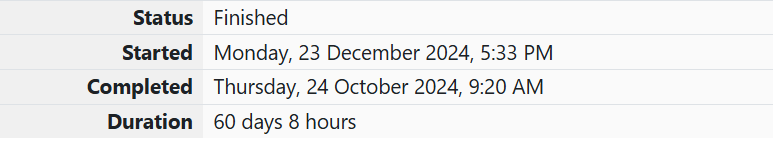 Status Finished
Started Monday, 23 December 2024, 5:33 PM
Completed Thursday, 24 October 2024, 9:20 AM
Duration 60 days 8 hours